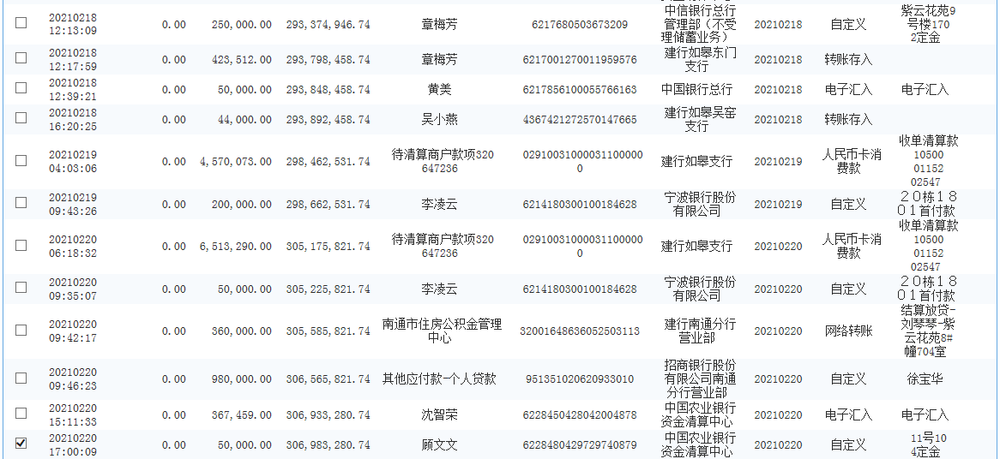 20210218 12:13:09 0.00 250,000.00 293,374,946.74 章梅芳 6217680503673209 中信银行总行管理部（不受理储蓄业务） 20210218 自定义 紫云花苑9号楼1702定金
20210218 12:17:59 0.00 423,512.00 293,798,458.74 章梅芳 6217001270011959576 建行如皋东门支行 20210218 转账存入
20210218 12:39:21 0.00 50,000.00 293,848,458.74 黄美 6217856100055766163 中国银行总行 20210218 电子汇入 电子汇入
20210218 16:20:25 0.00 44,000.00 293,892,458.74 吴小燕 4367421272570147665 建行如皋吴窑支行 20210218 转账存入
20210219 04:03:06 0.00 4,570,073.00 298,462,531.74 待清算商户款项320647236 029100310000311000000 建行如皋支行 20210219 人民币卡消费款 收单清算款105000115202547
20210219 09:43:26 0.00 200,000.00 298,662,531.74 李凌云 6214180300100184628 宁波银行股份有限公司 20210219 自定义 ２０栋１８０１首付款
20210220 06:18:32 0.00 6,513,290.00 305,175,821.74 待清算商户款项320647236 029100310000311000000 建行如皋支行 20210220 人民币卡消费款 收单清算款105000115202547
20210220 09:35:07 0.00 50,000.00 305,225,821.74 李凌云 6214180300100184628 宁波银行股份有限公司 20210220 自定义 ２０栋１８０１首付款
20210220 09:42:17 0.00 360,000.00 305,585,821.74 南通市住房公积金管理中心 32001648636052503113 建行南通分行营业部 20210220 网络转账 结算放贷-刘琴琴-紫云花苑8#幢704室
20210220 09:46:23 0.00 980,000.00 306,565,821.74 其他应付款-个人贷款 951351020620933010 招商银行股份有限公司南通分行营业部 20210220 自定义 徐宝华
20210220 15:11:33 0.00 367,459.00 306,933,280.74 沈智荣 6228450428042004878 中国农业银行资金清算中心 20210220 电子汇入 电子汇入
20210220 17:00:09 0.00 50,000.00 306,983,280.74 顾文文 6228480429729740879 中国农业银行资金清算中心 20210220 自定义 11号104定金